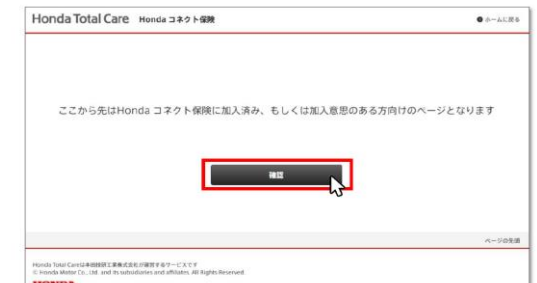 Honda Total Care Honda コネクト保険
ホームに戻る
ここから先はHonda コネクト保険に加入済み、もしくは加入意思のある方向けのページとなります
確認
ページの先頭
Honda Total Careは本田技研工業株式会社が運営するサービスです
© Honda Motor Co., Ltd. and its subsidiaries and affiliates. All Rights Reserved.
HONDA